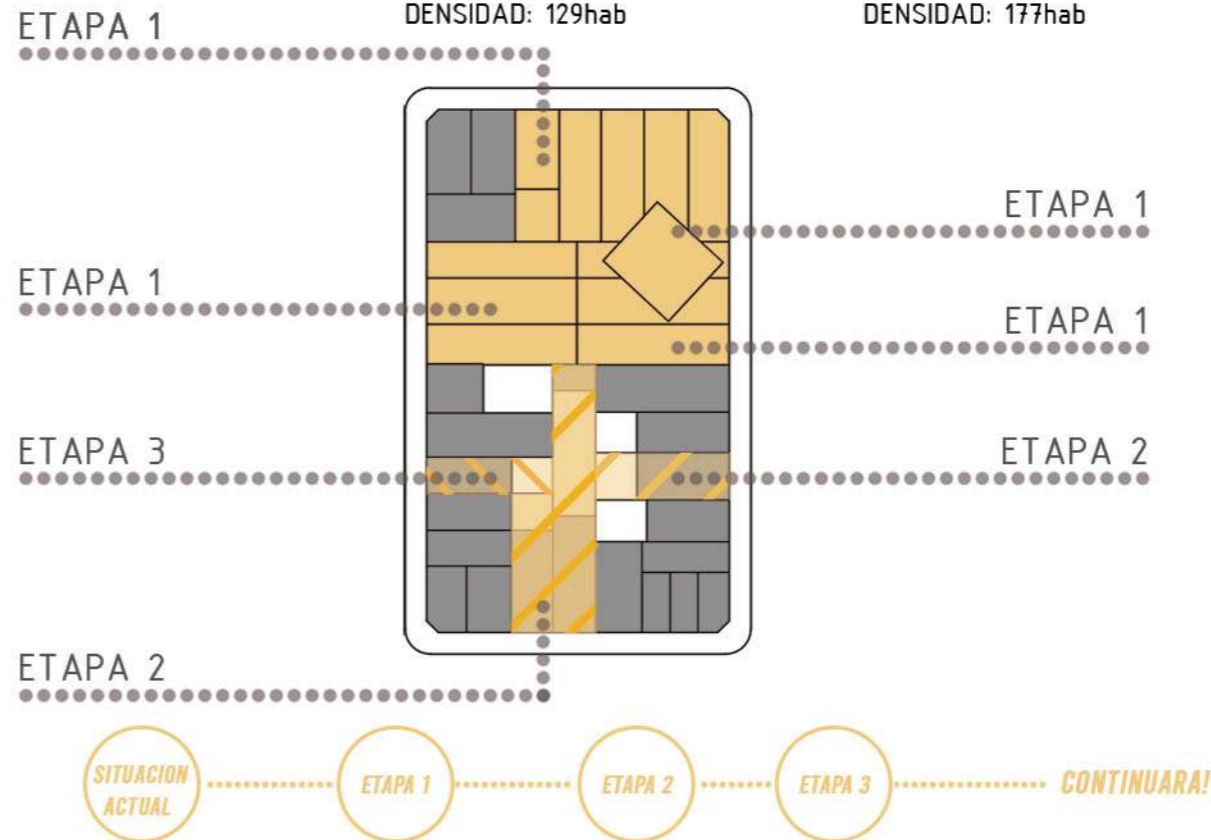 DENSIDAD: 129hab
DENSIDAD: 177hab
ETAPA 1
ETAPA 1
ETAPA 1
ETAPA 1
ETAPA 3
ETAPA 2
ETAPA 2
SITUACION
ACTUAL
ETAPA 1
ETAPA 2
ETAPA 3
CONTINUARA!